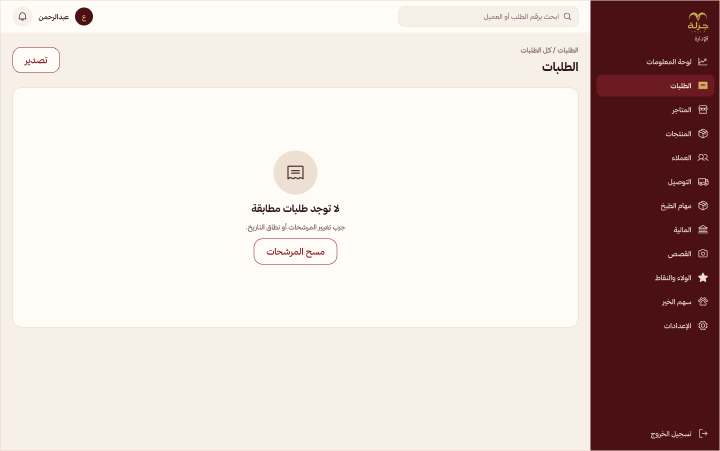 جزلة
الإدارة
لوحة المعلومات
الطلبات
المتاجر
المنتجات
العملاء
التوصيل
مهام الطبخ
المالية
القصص
الولاء والنقاط
سهم الخير
الإعدادات
تسجيل الخروج
ابحث برقم الطلب أو العميل
ع
عبدالرحمن
الطلبات / كل الطلبات
الطلبات
تصدير
لا توجد طلبات مطابقة
جرّب تغيير المرشحات أو نطاق التاريخ.
مسح المرشحات